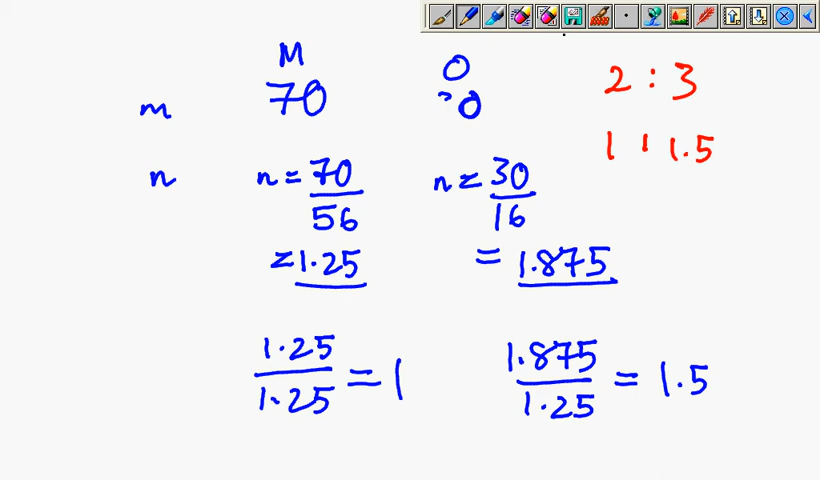 M O
m 70 30
2 : 3
1 : 1.5
n n = 70/56 n = 30/16
= 1.25 = 1.875
1.25/1.25 = 1 1.875/1.25 = 1.5